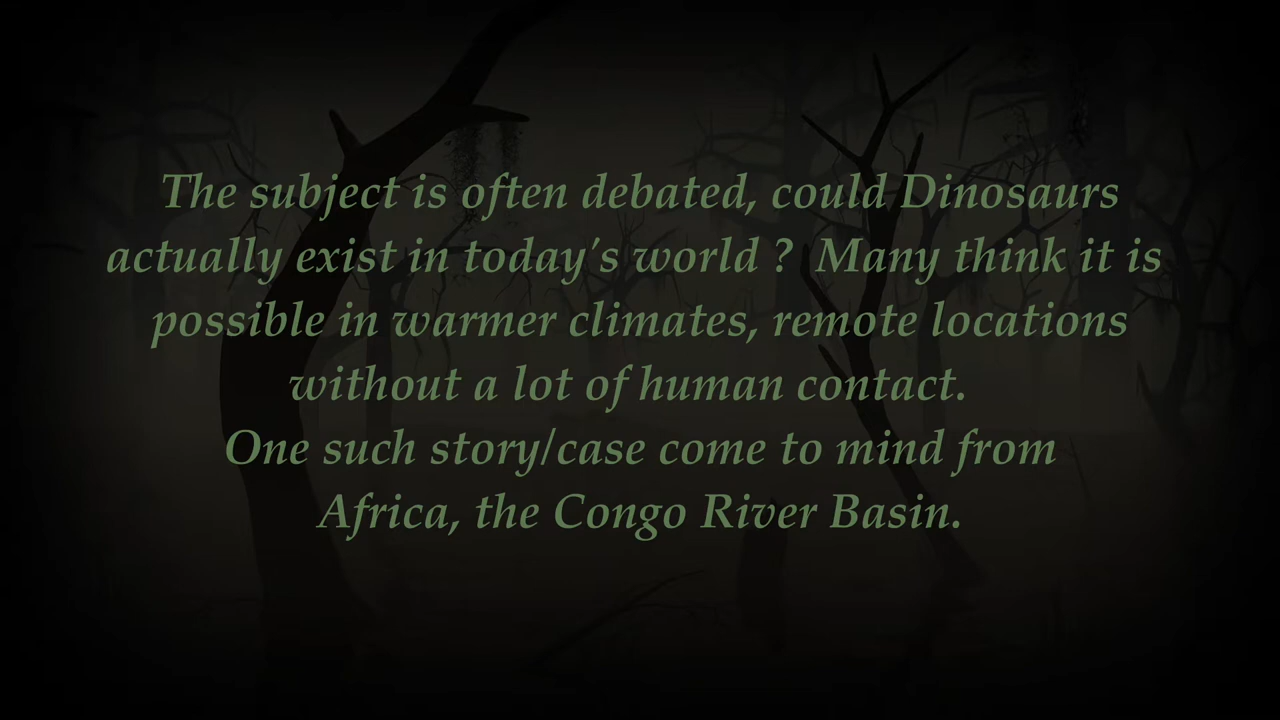 The subject is often debated, could Dinosaurs
actually exist in today's world ?  Many think it is
possible in warmer climates, remote locations
without a lot of human contact.
One such story/case come to mind from
Africa, the Congo River Basin.